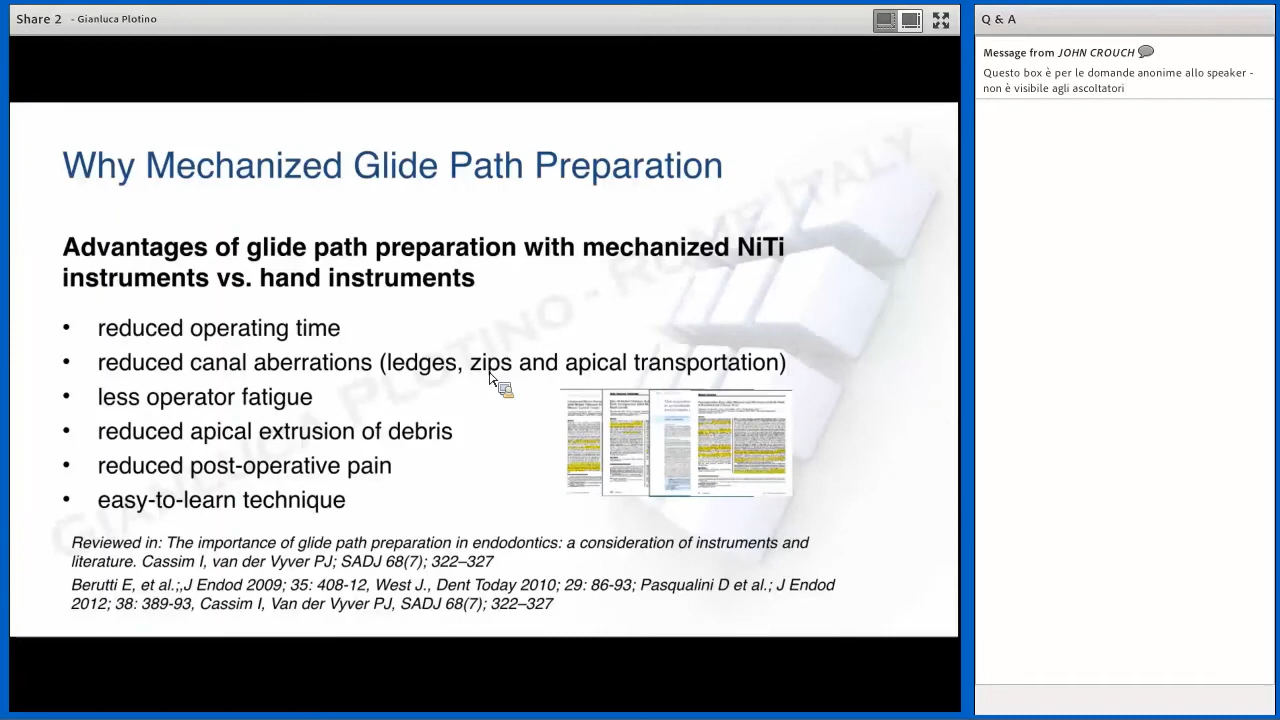 Share 2 - Gianluca Plotino
Why Mechanized Glide Path Preparation
Advantages of glide path preparation with mechanized NiTi
instruments vs. hand instruments
• reduced operating time
• reduced canal aberrations (ledges, zips and apical transportation)
• less operator fatigue
• reduced apical extrusion of debris
• reduced post-operative pain
• easy-to-learn technique
Reviewed in: The importance of glide path preparation in endodontics: a consideration of instruments and
literature. Cassim I, van der Vyver PJ; SADJ 68(7); 322–327
Berutti E, et al.;,J Endod 2009; 35: 408-12, West J., Dent Today 2010; 29: 86-93; Pasqualini D et al.; J Endod
2012; 38: 389-93, Cassim I, Van der Vyver PJ, SADJ 68(7); 322–327
GIANLUCA PLOTINO - ROME ITALY
Q & A
Message from JOHN CROUCH
Questo box è per le domande anonime allo speaker -
non è visibile agli ascoltatori